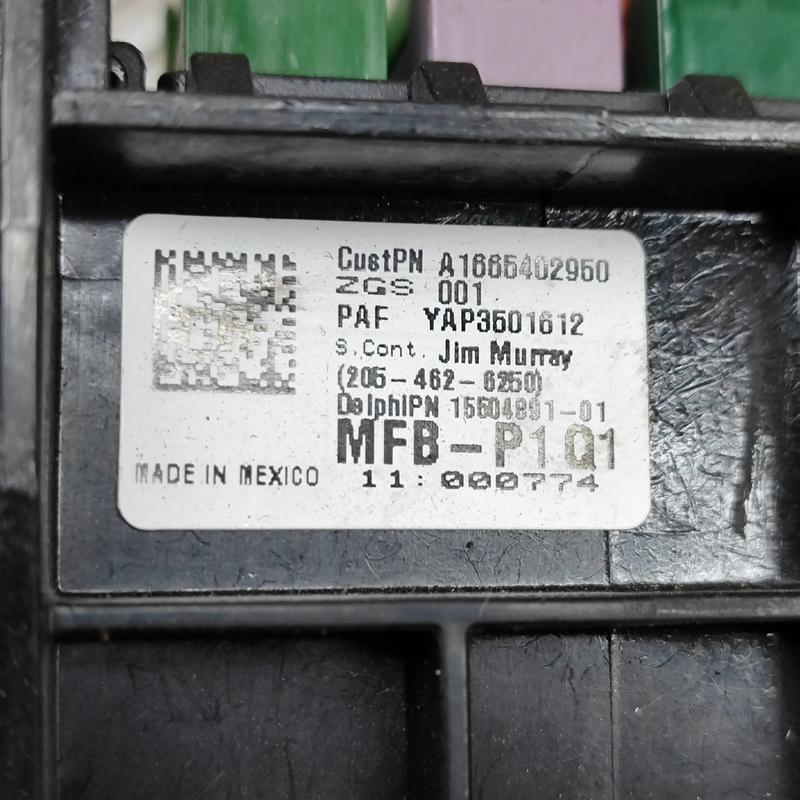 CustPN A1665402950
ZGS 001
PAF YAP3501612
S.Cont. Jim Murray
(205-462-6250)
DelphiPN 15504891-01
MFB-P1Q1
MADE IN MEXICO
11:000774